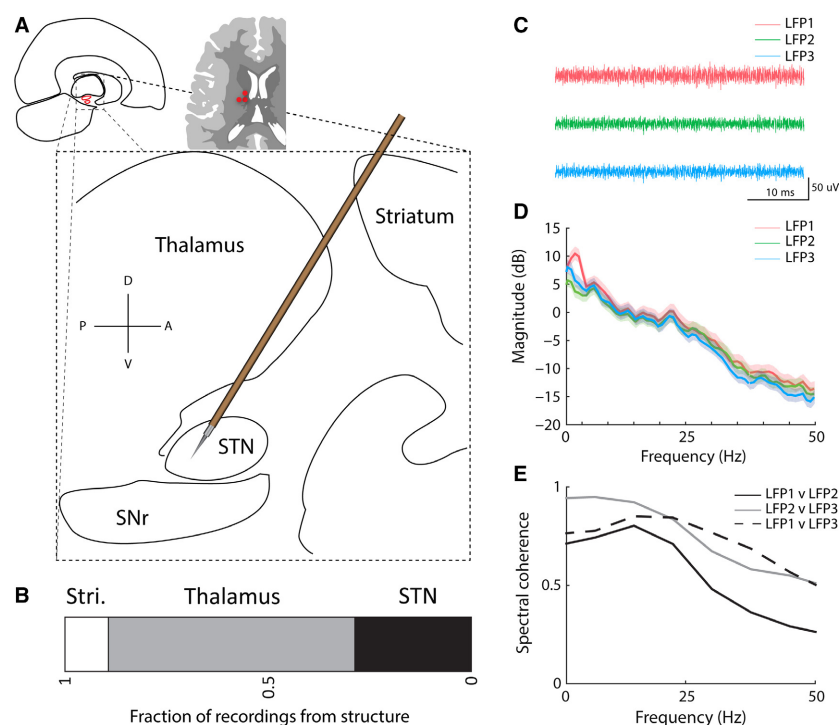 A
Thalamus
Striatum
D
P
A
V
STN
SNr
B
Stri.
Thalamus
STN
1
0.5
0
Fraction of recordings from structure
C
LFP1
LFP2
LFP3
10 ms
50 uV
D
LFP1
LFP2
LFP3
Magnitude (dB)
15
10
5
0
−5
−10
−15
−20
0
25
50
Frequency (Hz)
E
LFP1 v LFP2
LFP2 v LFP3
LFP1 v LFP3
Spectral coherence
1
0.5
0
0
25
50
Frequency (Hz)